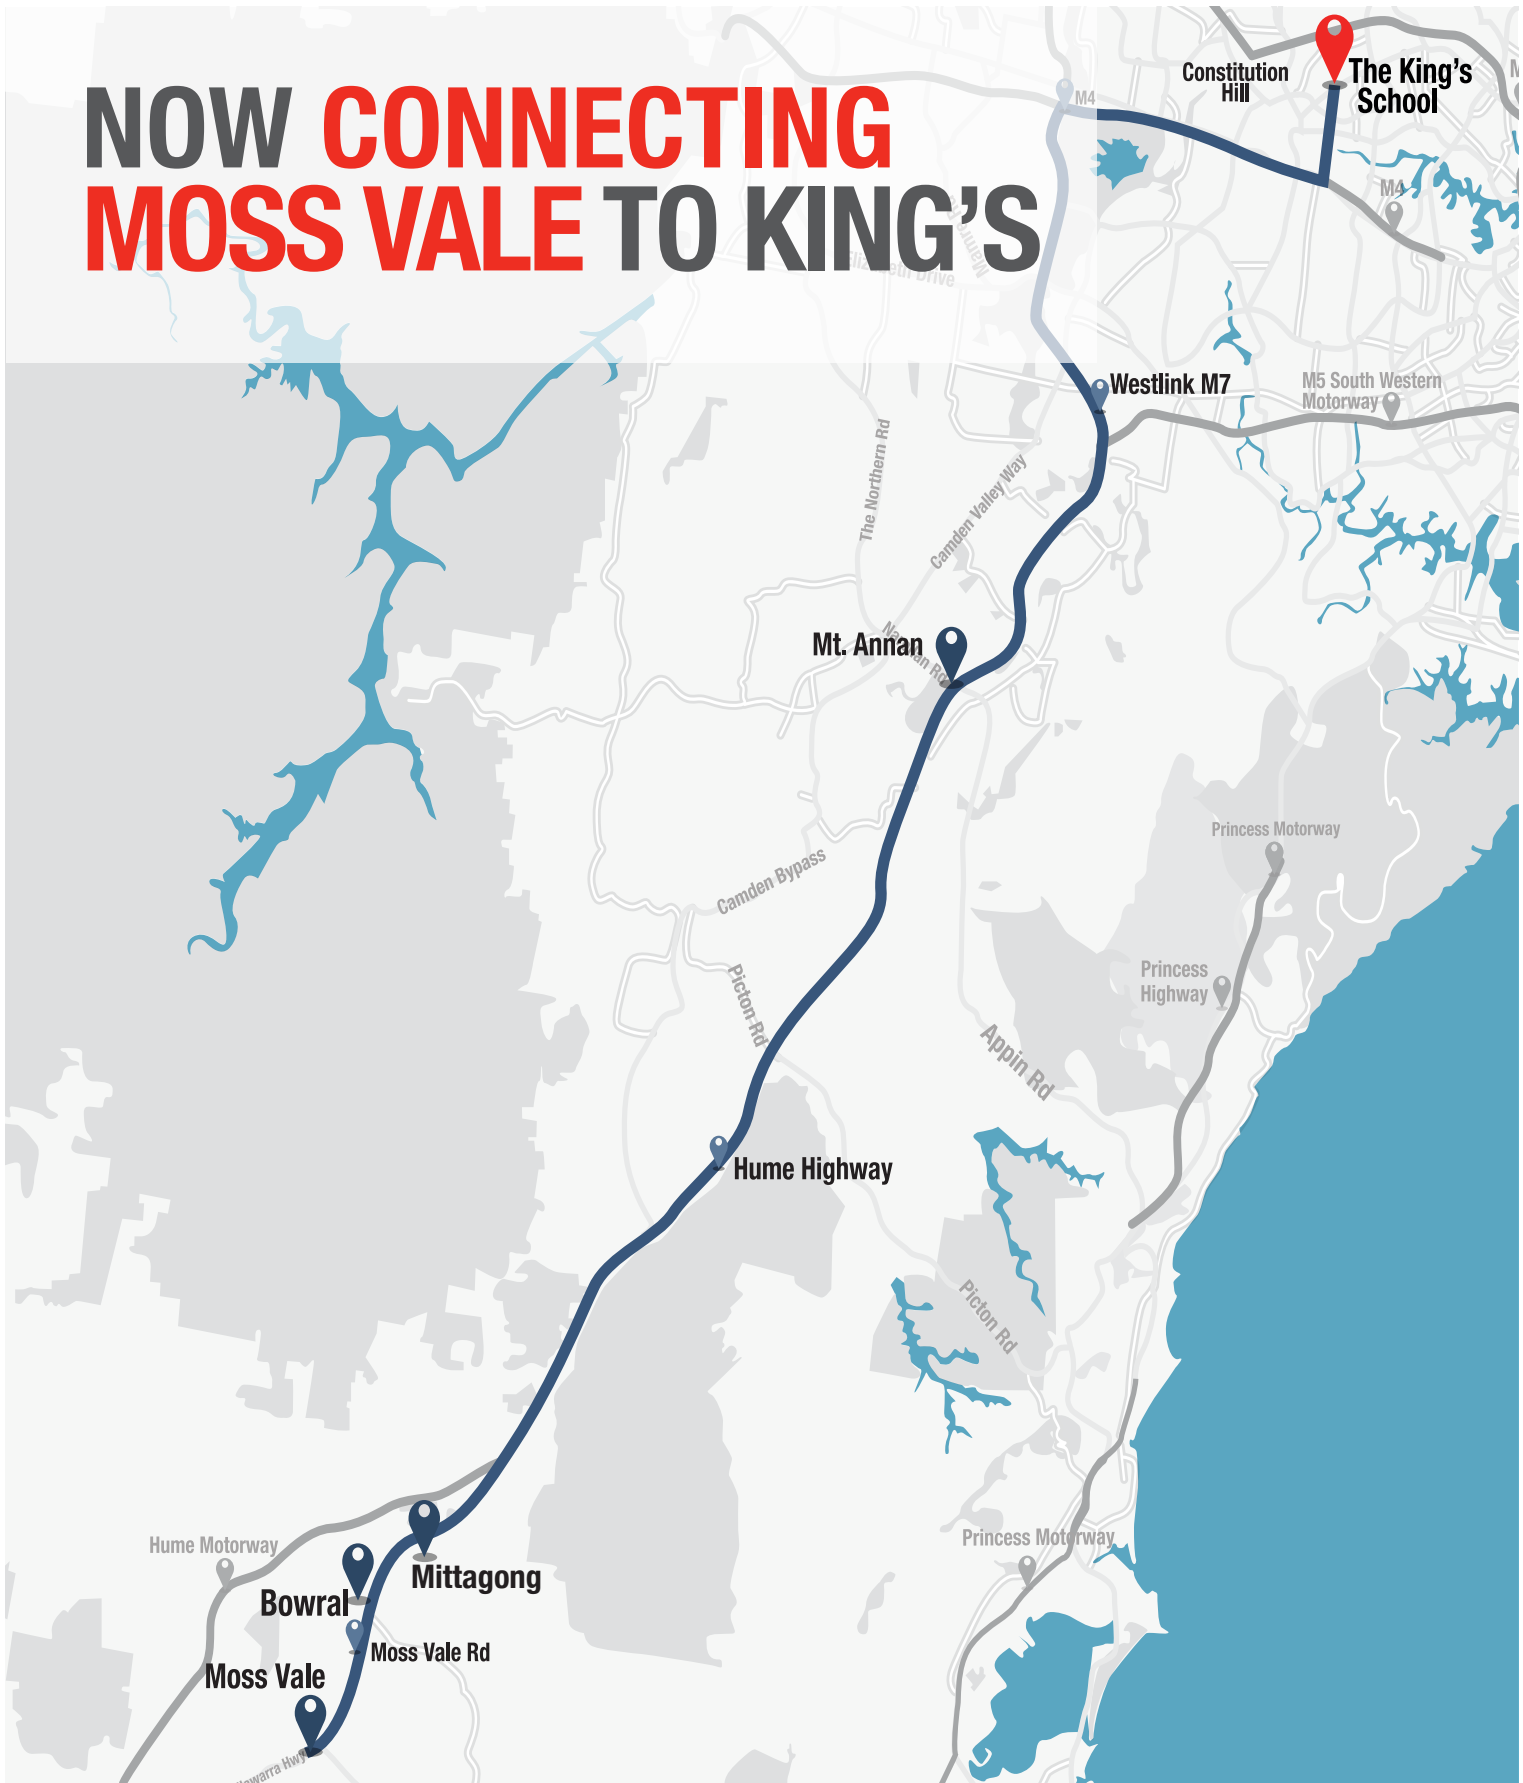 NOW CONNECTING
MOSS VALE TO KING'S
Constitution
Hill
The King's
School
M4
M4
Elizabeth Drive
Westlink M7
M5 South Western
Motorway
The Northern Rd
Camden Valley Way
Mt. Annan
Princess Motorway
Camden Bypass
Picton Rd
Princess
Highway
Appin Rd
Hume Highway
Picton Rd
Hume Motorway
Princess Motorway
Mittagong
Bowral
Moss Vale Rd
Moss Vale